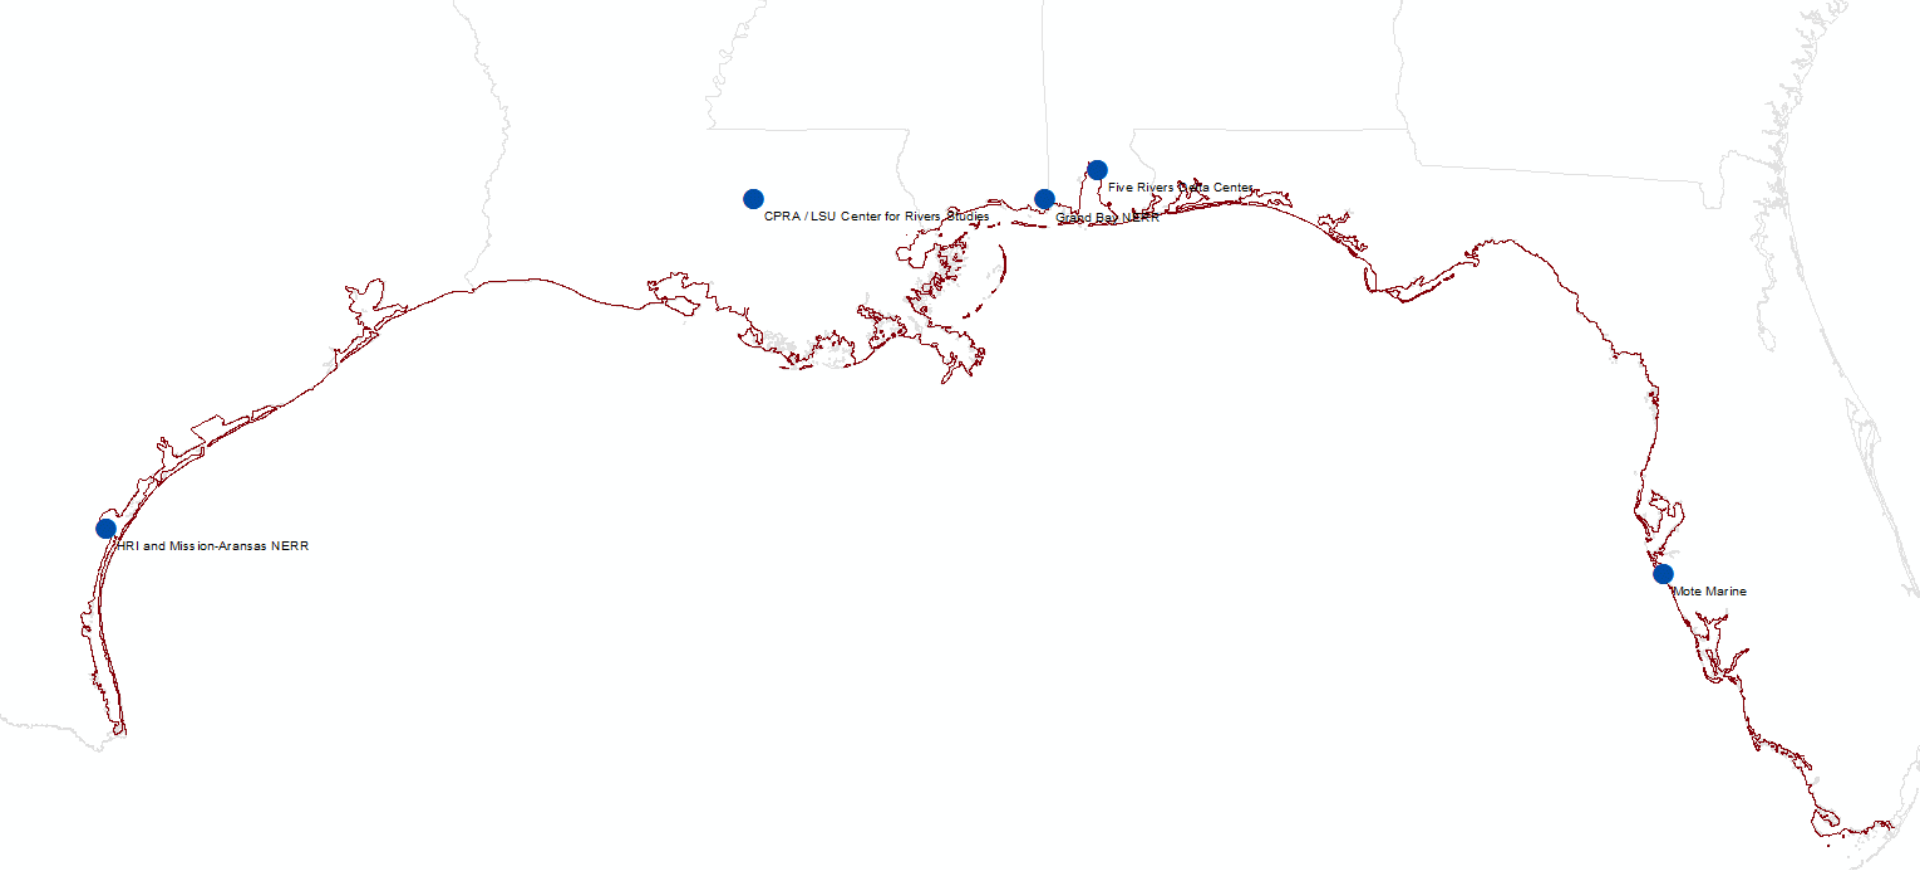 Five Rivers Delta Center
CPRA / LSU Center for Rivers Studies
Grand Bay NERR
HRI and Mission-Aransas NERR
Mote Marine